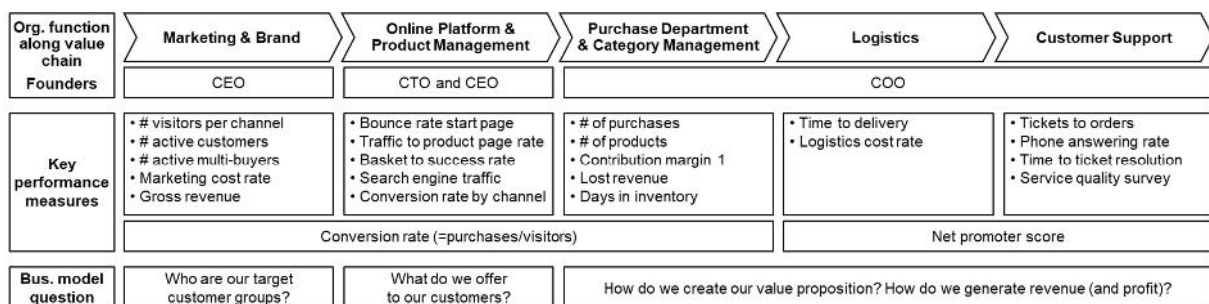 Org. function
along value
chain
Founders
Marketing & Brand
Online Platform &
Product Management
Purchase Department
& Category Management
Logistics
Customer Support
CEO
CTO and CEO
COO
Key
performance
measures
• # visitors per channel
• # active customers
• # active multi-buyers
• Marketing cost rate
• Gross revenue
• Bounce rate start page
• Traffic to product page rate
• Basket to success rate
• Search engine traffic
• Conversion rate by channel
• # of purchases
• # of products
• Contribution margin 1
• Lost revenue
• Days in inventory
• Time to delivery
• Logistics cost rate
• Tickets to orders
• Phone answering rate
• Time to ticket resolution
• Service quality survey
Conversion rate (=purchases/visitors)
Net promoter score
Bus. model
question
Who are our target
customer groups?
What do we offer
to our customers?
How do we create our value proposition? How do we generate revenue (and profit)?